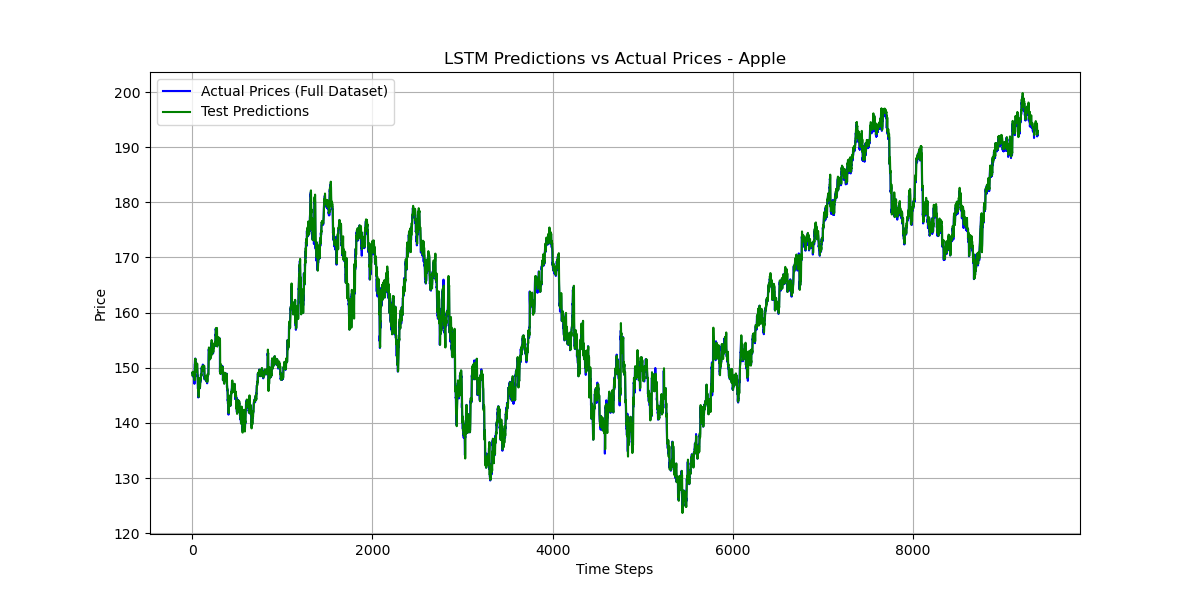 LSTM Predictions vs Actual Prices - Apple
Actual Prices (Full Dataset)
Test Predictions
200
190
180
170
160
150
140
130
120
Price
0 2000 4000 6000 8000
Time Steps